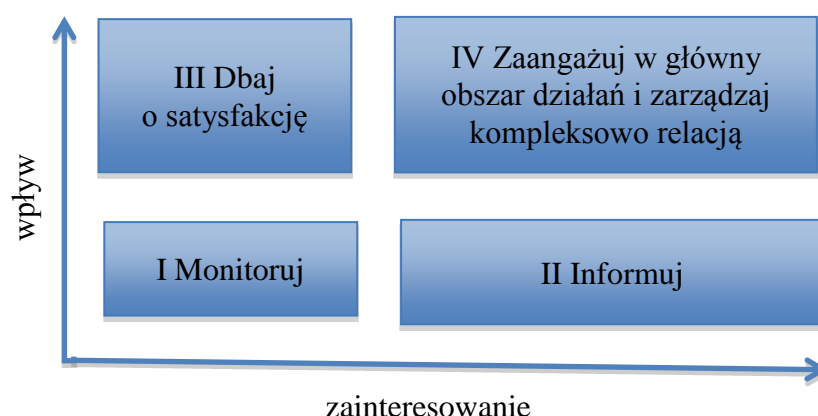 III Dbaj
o satysfakcję
IV Zaangażuj w główny
obszar działań i zarządzaj
kompleksowo relacją
wpływ
I Monitoruj
II Informuj
zainteresowanie